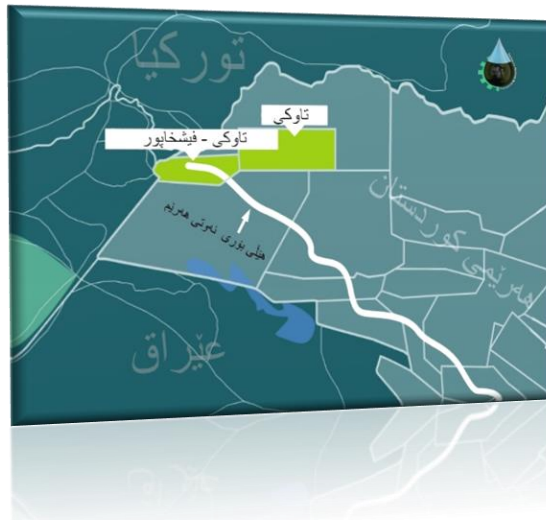 تورکیا
تاوکی
تاوکی - فیشخاپور
هێڵی بۆری نەوتی هەرێم
هەرێمی کوردستان
عێراق